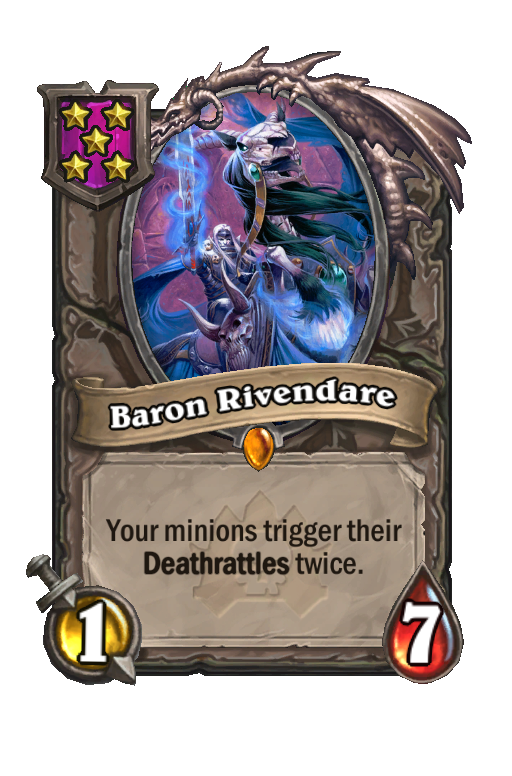 Baron Rivendare
Your minions trigger their
Deathrattles twice.
1
7